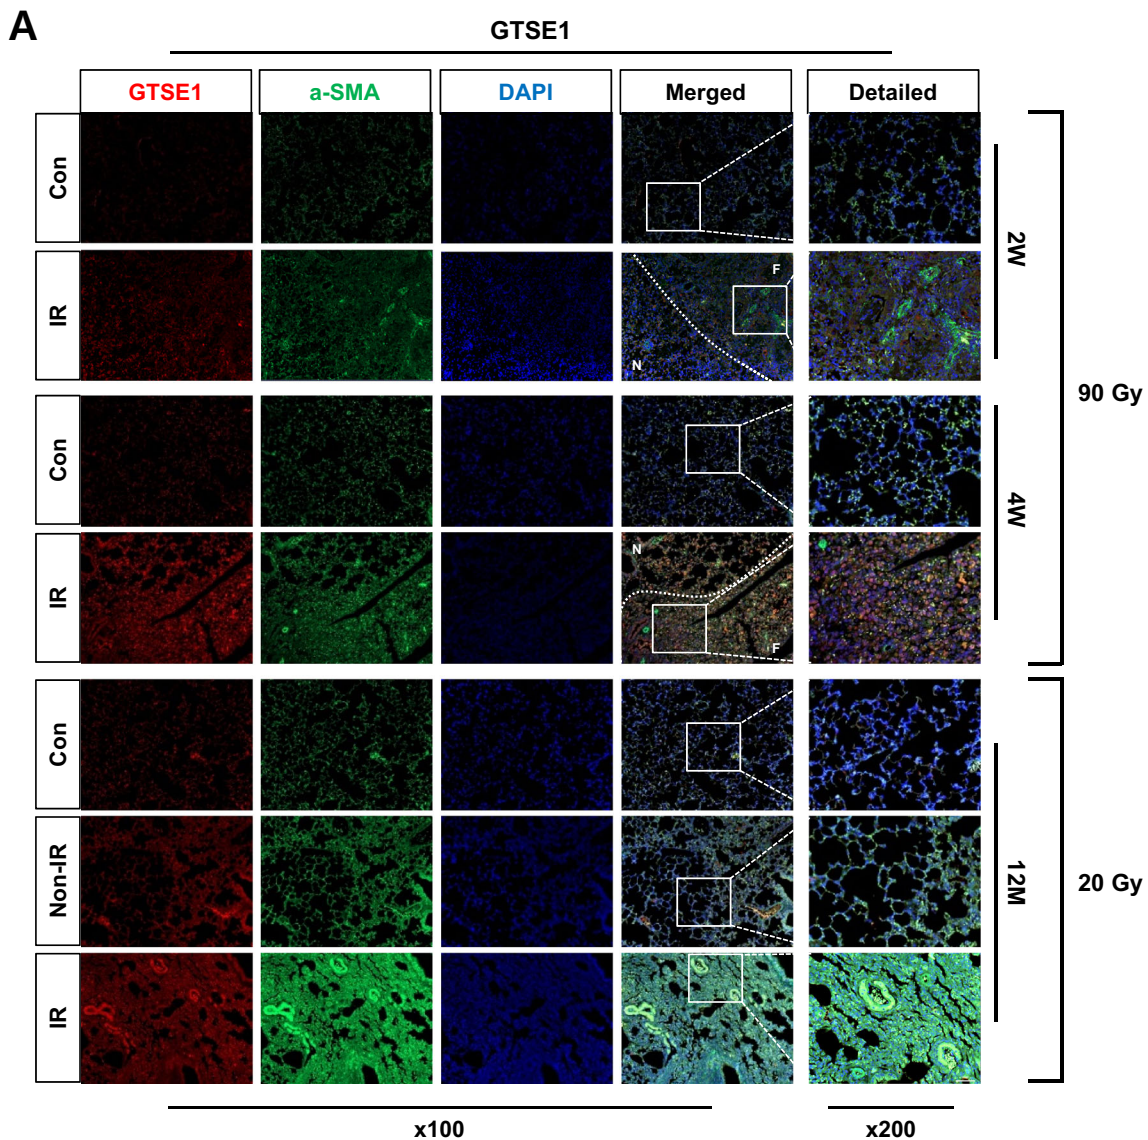 A
GTSE1
GTSE1 a-SMA DAPI Merged Detailed
Con
2W
IR
F
N
90 Gy
Con
4W
IR
N
F
Con
Non-IR
12M
20 Gy
IR
x100 x200